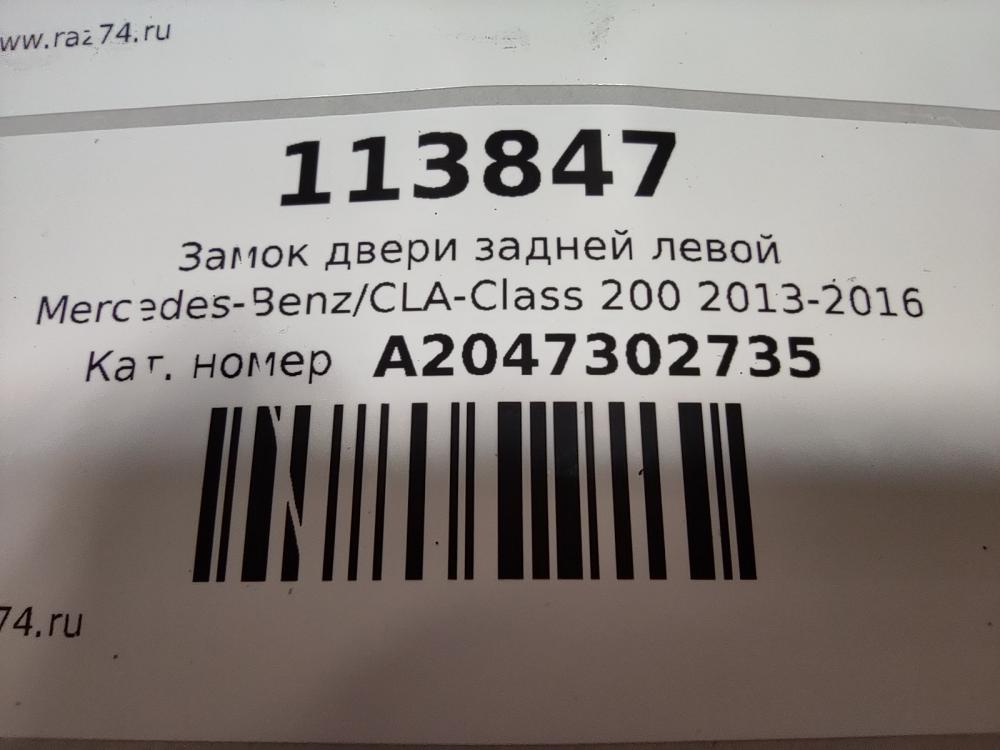 ww.raz74.ru
113847
Замок двери задней левой
Mercedes-Benz/CLA-Class 200 2013-2016
Кат. номер A2047302735
74.ru